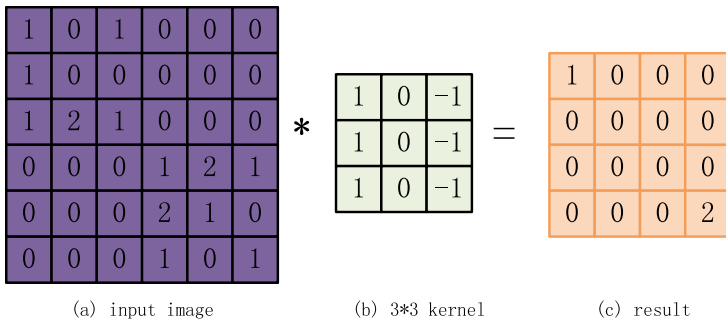 1 0 1 0 0 0
1 0 0 0 0 0
1 2 1 0 0 0
0 0 0 1 2 1
0 0 0 2 1 0
0 0 0 1 0 1
*
1 0 -1
1 0 -1
1 0 -1
=
1 0 0 0
0 0 0 0
0 0 0 0
0 0 0 2
(a) input image
(b) 3*3 kernel
(c) result